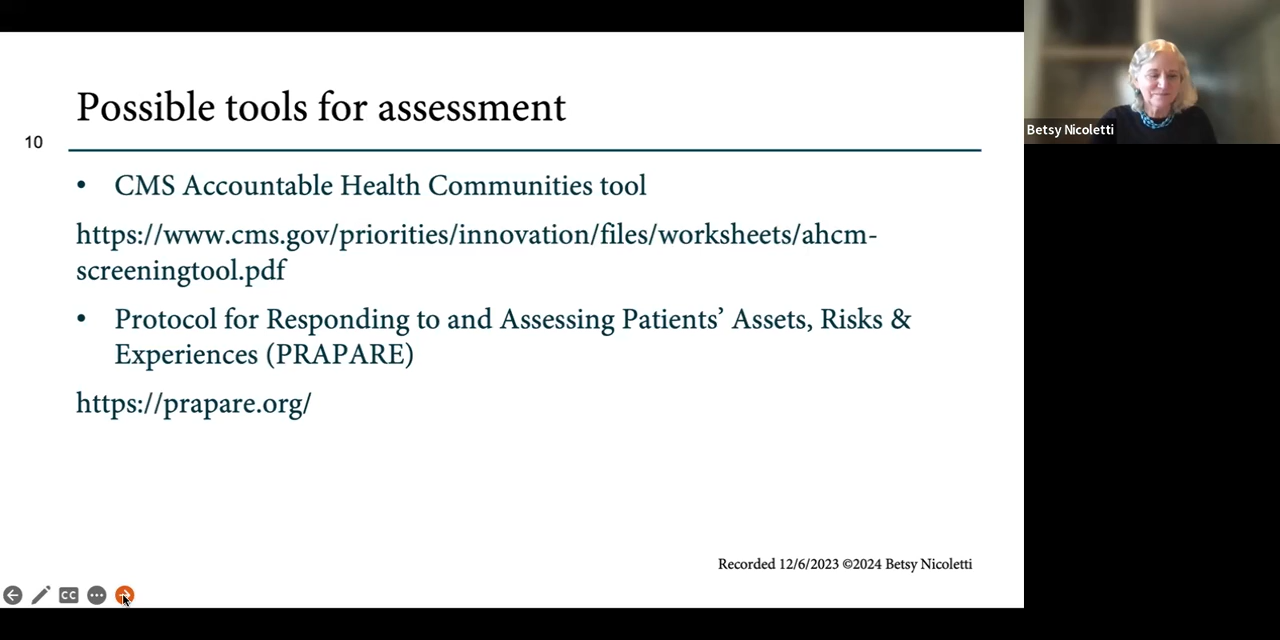 Possible tools for assessment
10
• CMS Accountable Health Communities tool
https://www.cms.gov/priorities/innovation/files/worksheets/ahcm-
screeningtool.pdf
• Protocol for Responding to and Assessing Patients’ Assets, Risks &
Experiences (PRAPARE)
https://prapare.org/
Recorded 12/6/2023 ©2024 Betsy Nicoletti
CC
Betsy Nicoletti